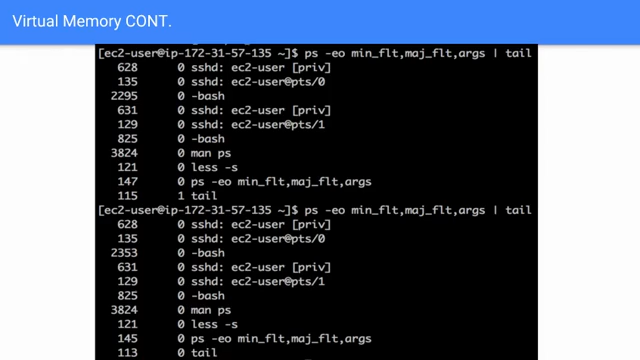 Virtual Memory CONT.
[ec2-user@ip-172-31-57-135 ~]$ ps -eo min_flt,maj_flt,args | tail
628 0 sshd: ec2-user [priv]
135 0 sshd: ec2-user@pts/0
2295 0 -bash
631 0 sshd: ec2-user [priv]
129 0 sshd: ec2-user@pts/1
825 0 -bash
3824 0 man ps
121 0 less -s
147 0 ps -eo min_flt,maj_flt,args
115 1 tail
[ec2-user@ip-172-31-57-135 ~]$ ps -eo min_flt,maj_flt,args | tail
628 0 sshd: ec2-user [priv]
135 0 sshd: ec2-user@pts/0
2353 0 -bash
631 0 sshd: ec2-user [priv]
129 0 sshd: ec2-user@pts/1
825 0 -bash
3824 0 man ps
121 0 less -s
145 0 ps -eo min_flt,maj_flt,args
113 0 tail